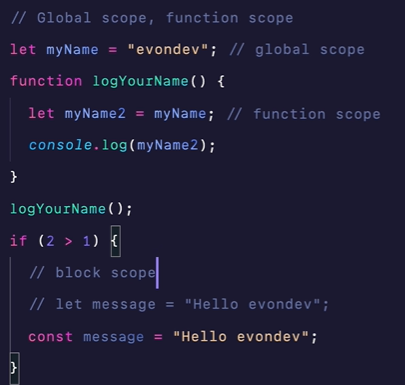 // Global scope, function scope
let myName = "evondev"; // global scope
function logYourName() {
let myName2 = myName; // function scope
console.log(myName2);
}
logYourName();
if (2 > 1) {
// block scope
// let message = "Hello evondev";
const message = "Hello evondev";
}